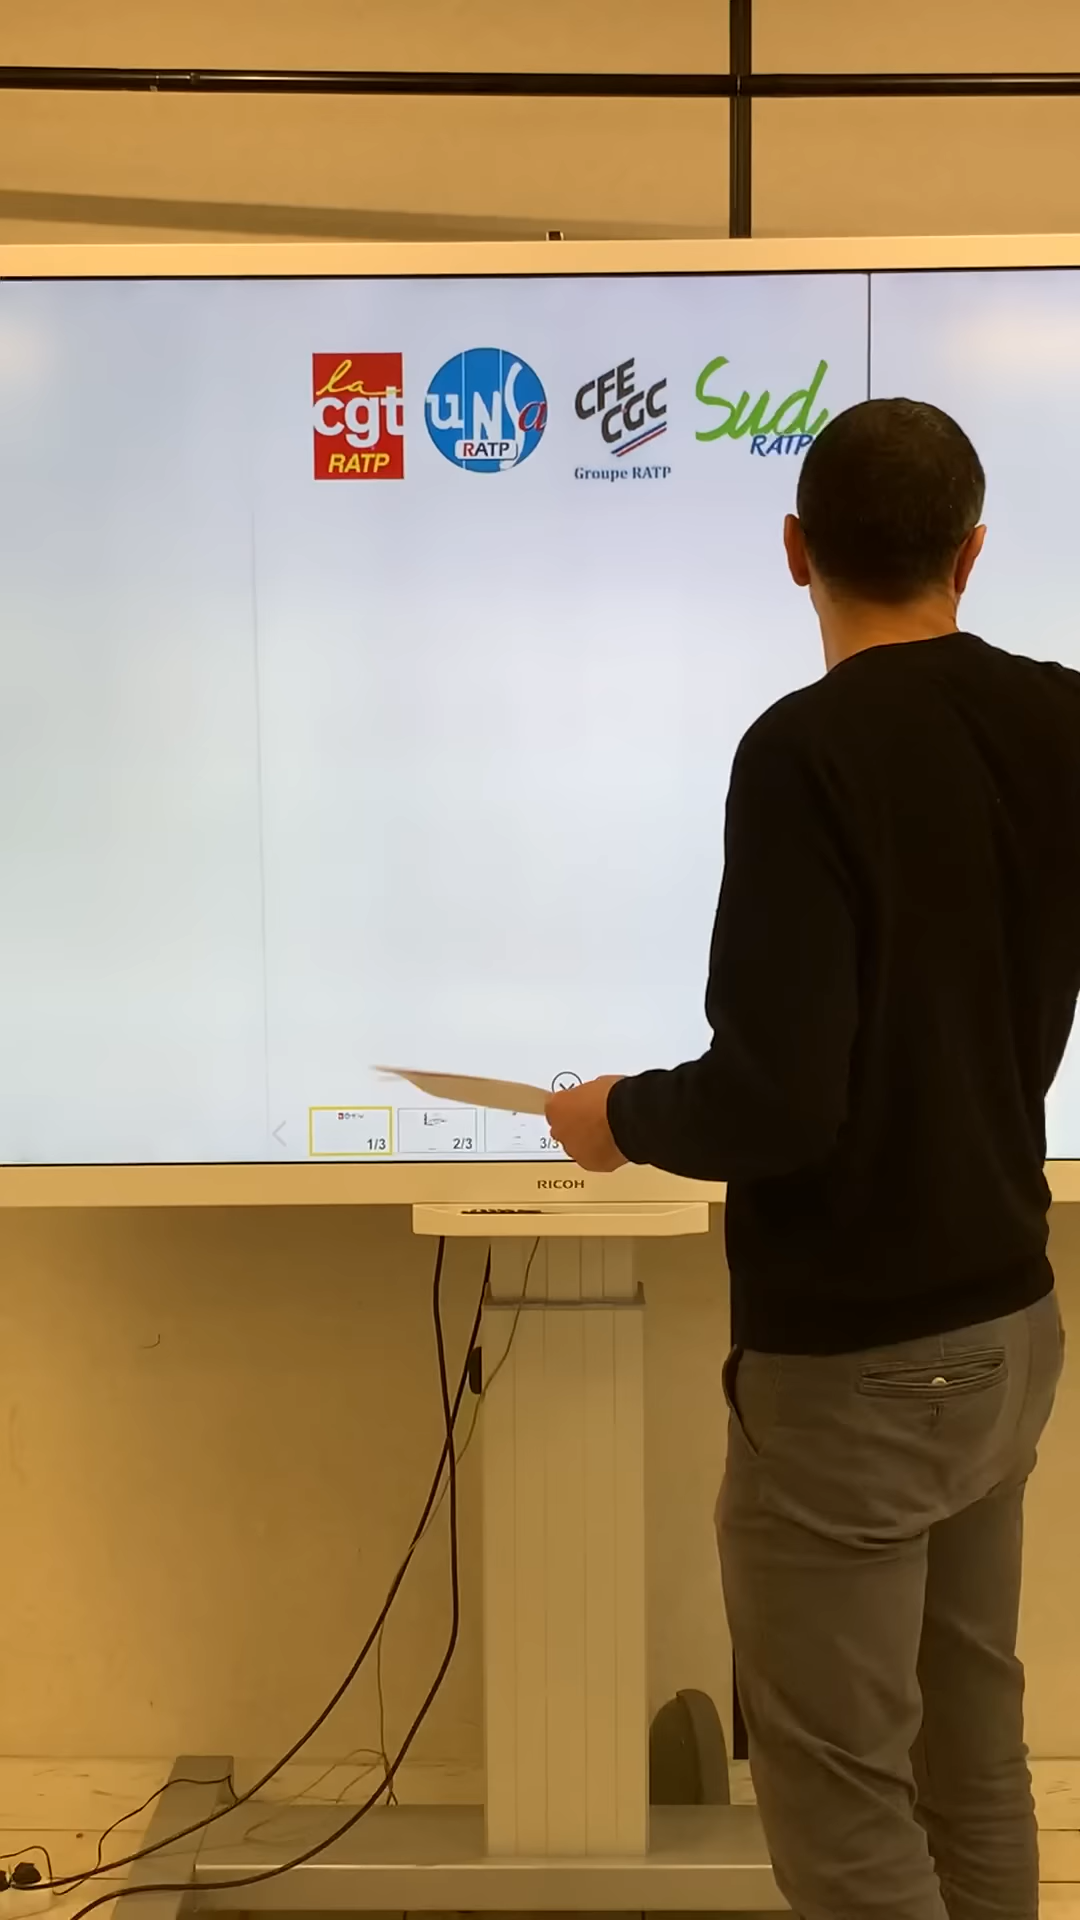 la
cgt
RATP
uNSa
RATP
CFE
CGC
Groupe RATP
Sud
RATP
1/3
2/3
3/3
RICOH